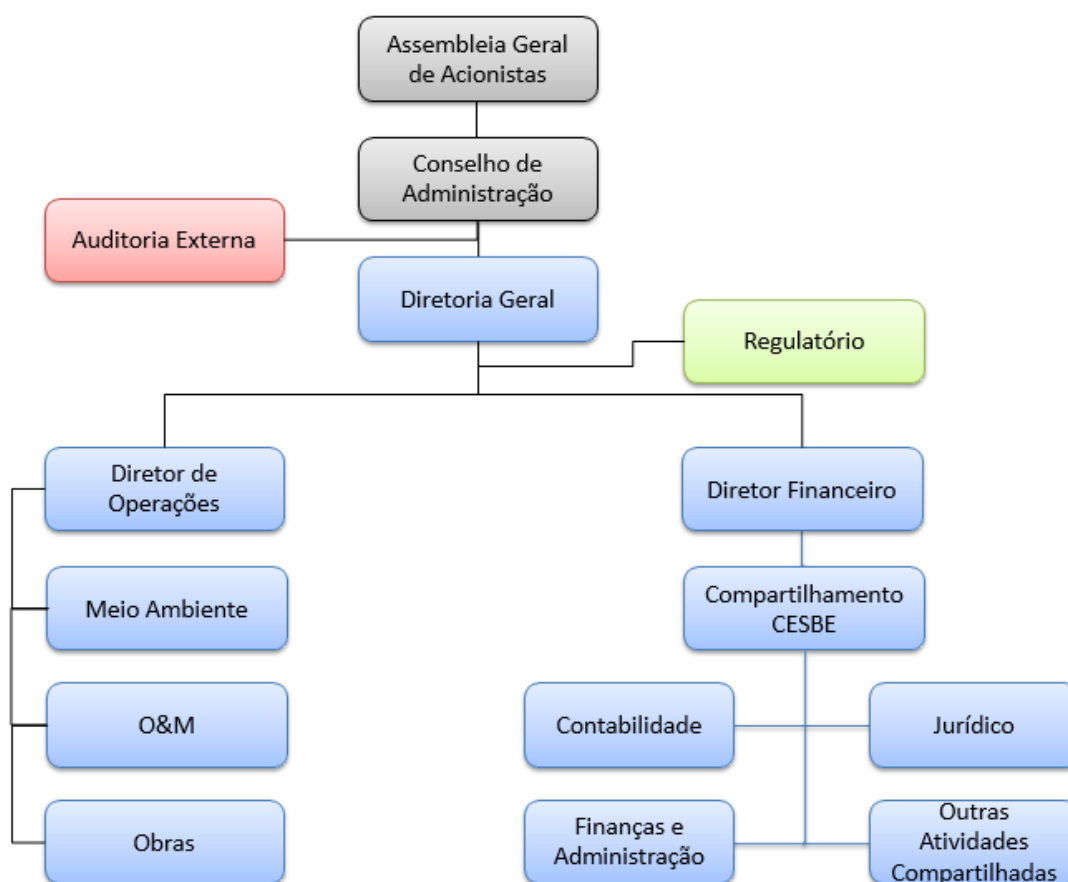 Assembleia Geral
de Acionistas
Conselho de
Administração
Auditoria Externa
Diretoria Geral
Regulatório
Diretor de
Operações
Diretor Financeiro
Meio Ambiente
Compartilhamento
CESBE
O&M
Contabilidade
Jurídico
Obras
Finanças e
Administração
Outras
Atividades
Compartilhadas